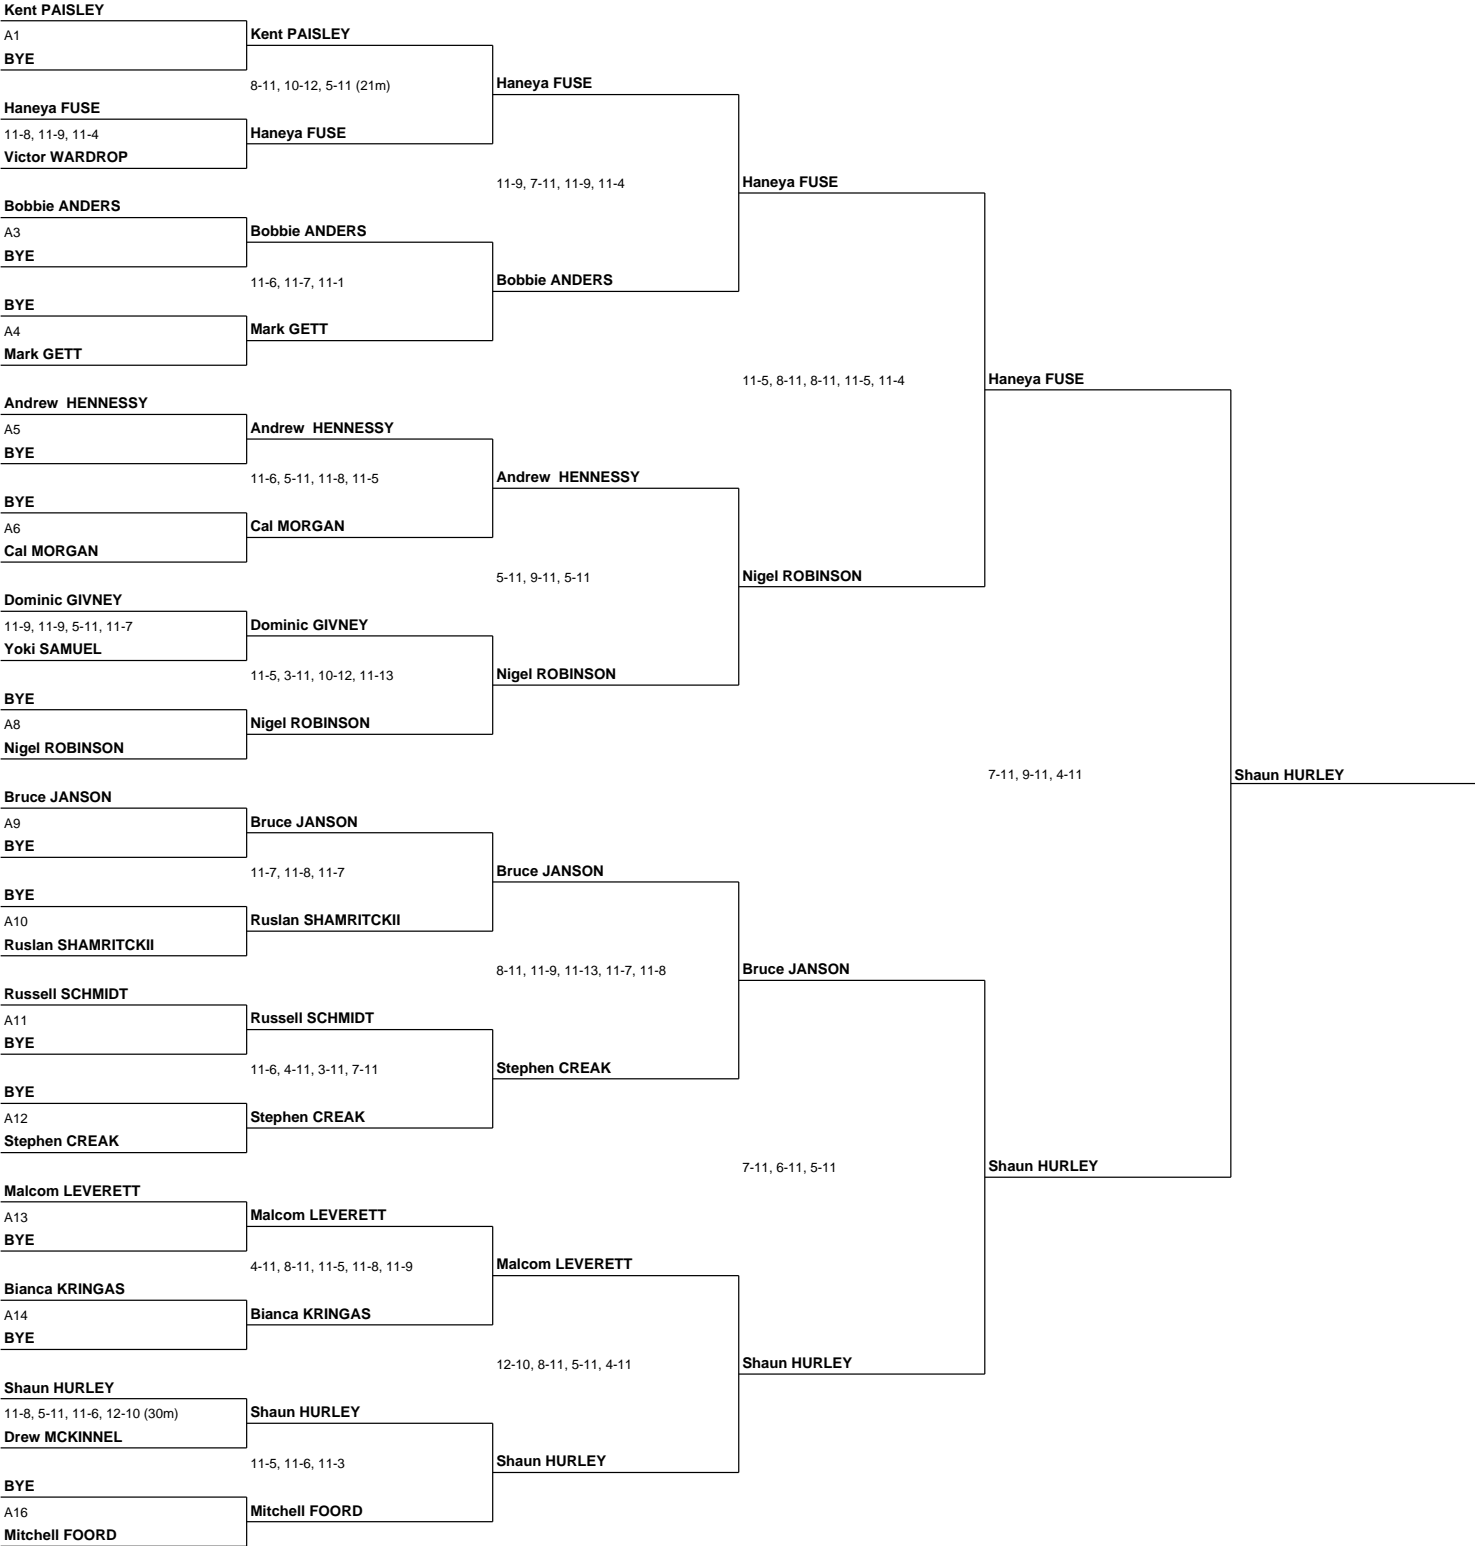 Kent PAISLEY
A1
BYE
Haneya FUSE
11-8, 11-9, 11-4
Victor WARDROP
Bobbie ANDERS
A3
BYE
BYE
A4
Mark GETT
Andrew  HENNESSY
A5
BYE
BYE
A6
Cal MORGAN
Dominic GIVNEY
11-9, 11-9, 5-11, 11-7
Yoki SAMUEL
BYE
A8
Nigel ROBINSON
Bruce JANSON
A9
BYE
BYE
A10
Ruslan SHAMRITCKII
Russell SCHMIDT
A11
BYE
BYE
A12
Stephen CREAK
Malcom LEVERETT
A13
BYE
Bianca KRINGAS
A14
BYE
Shaun HURLEY
11-8, 5-11, 11-6, 12-10 (30m)
Drew MCKINNEL
BYE
A16
Mitchell FOORD
Kent PAISLEY
8-11, 10-12, 5-11 (21m)
Haneya FUSE
Bobbie ANDERS
11-6, 11-7, 11-1
Mark GETT
Andrew  HENNESSY
11-6, 5-11, 11-8, 11-5
Cal MORGAN
Dominic GIVNEY
11-5, 3-11, 10-12, 11-13
Nigel ROBINSON
Bruce JANSON
11-7, 11-8, 11-7
Ruslan SHAMRITCKII
Russell SCHMIDT
11-6, 4-11, 3-11, 7-11
Stephen CREAK
Malcom LEVERETT
4-11, 8-11, 11-5, 11-8, 11-9
Bianca KRINGAS
Shaun HURLEY
11-5, 11-6, 11-3
Mitchell FOORD
Haneya FUSE
11-9, 7-11, 11-9, 11-4
Bobbie ANDERS
Andrew  HENNESSY
5-11, 9-11, 5-11
Nigel ROBINSON
Bruce JANSON
8-11, 11-9, 11-13, 11-7, 11-8
Stephen CREAK
Malcom LEVERETT
12-10, 8-11, 5-11, 4-11
Shaun HURLEY
Haneya FUSE
11-5, 8-11, 8-11, 11-5, 11-4
Nigel ROBINSON
Bruce JANSON
7-11, 6-11, 5-11
Shaun HURLEY
Haneya FUSE
7-11, 9-11, 4-11
Shaun HURLEY
Shaun HURLEY